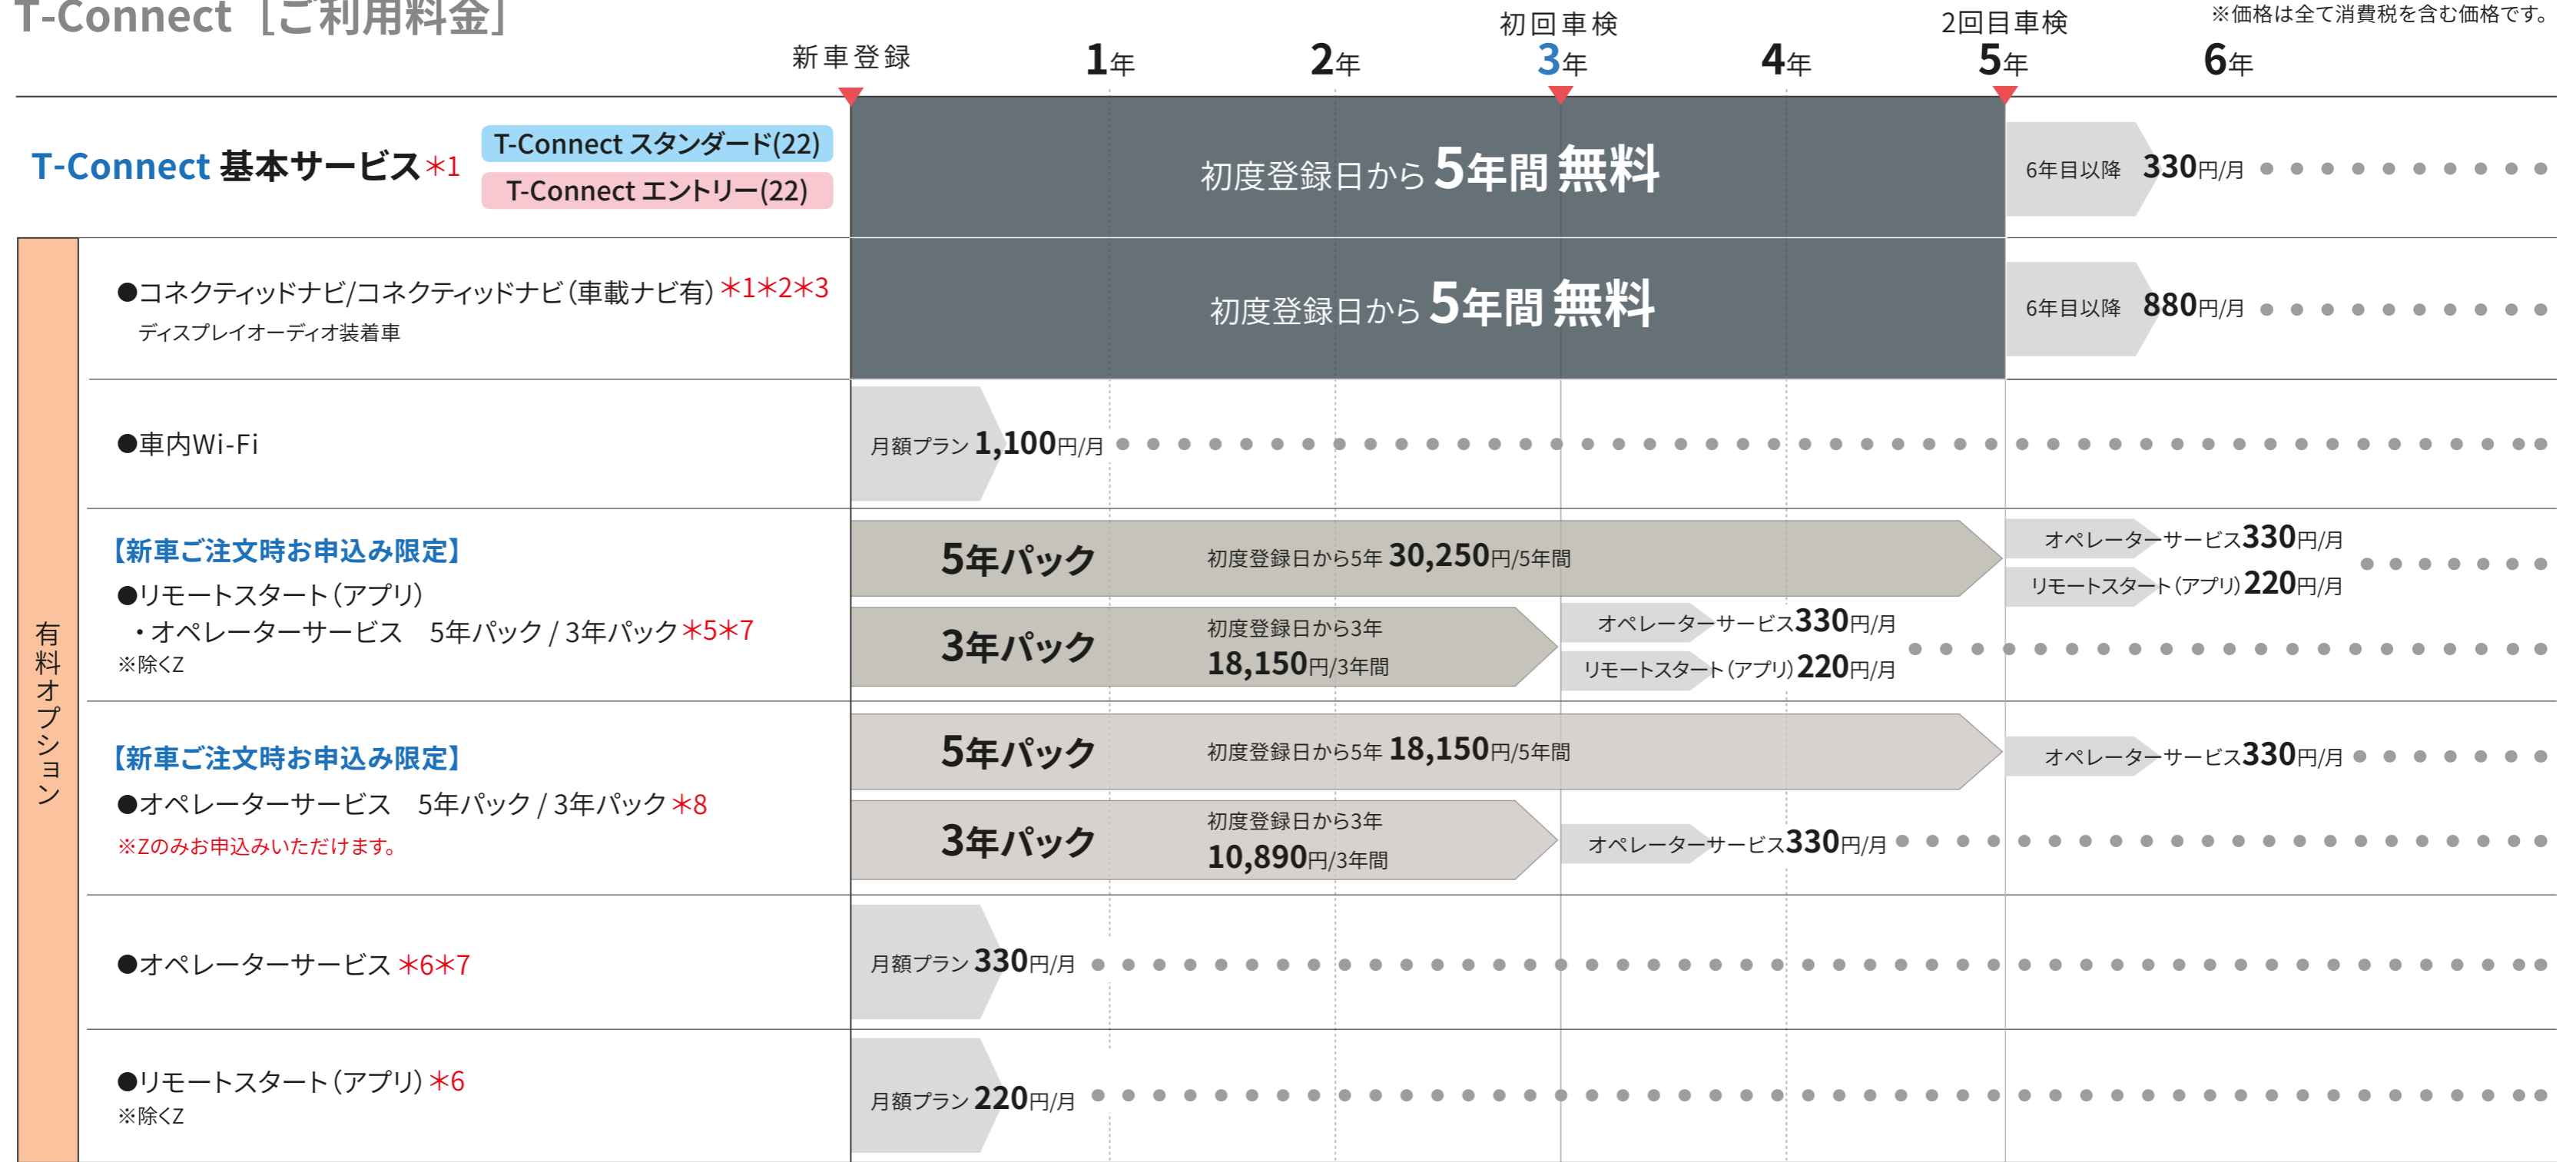 T-Connect［ご利用料金］
※価格は全て消費税を含む価格です。
初回車検
2回目車検
新車登録
1年
2年
3年
4年
5年
6年
T-Connect 基本サービス＊1
T-Connect スタンダード(22)
T-Connect エントリー(22)
初度登録日から 5年間 無料
6年目以降 330円/月
有料オプション
●コネクティッドナビ/コネクティッドナビ（車載ナビ有）＊1＊2＊3
ディスプレイオーディオ装着車
初度登録日から 5年間 無料
6年目以降 880円/月
●車内Wi-Fi
月額プラン 1,100円/月
【新車ご注文時お申込み限定】
●リモートスタート（アプリ）
・オペレーターサービス　5年パック / 3年パック＊5＊7
※除くZ
5年パック 初度登録日から5年 30,250円/5年間
オペレーターサービス330円/月
リモートスタート（アプリ）220円/月
3年パック
初度登録日から3年
18,150円/3年間
オペレーターサービス330円/月
リモートスタート（アプリ）220円/月
【新車ご注文時お申込み限定】
●オペレーターサービス　5年パック / 3年パック＊8
※Zのみお申込みいただけます。
5年パック 初度登録日から5年 18,150円/5年間
オペレーターサービス330円/月
3年パック
初度登録日から3年
10,890円/3年間
オペレーターサービス330円/月
●オペレーターサービス＊6＊7
月額プラン 330円/月
●リモートスタート（アプリ）＊6
※除くZ
月額プラン 220円/月